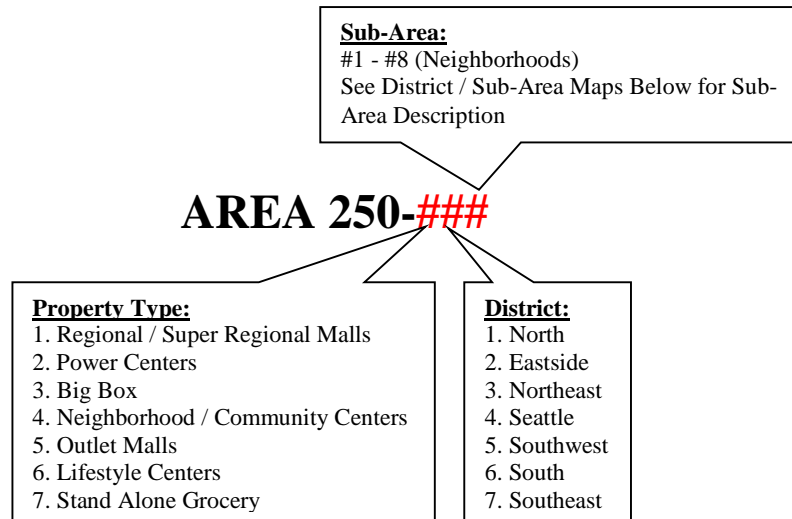 Sub-Area:
#1 - #8 (Neighborhoods)
See District / Sub-Area Maps Below for Sub-
Area Description
AREA 250-###
Property Type:
1. Regional / Super Regional Malls
2. Power Centers
3. Big Box
4. Neighborhood / Community Centers
5. Outlet Malls
6. Lifestyle Centers
7. Stand Alone Grocery
District:
1. North
2. Eastside
3. Northeast
4. Seattle
5. Southwest
6. South
7. Southeast